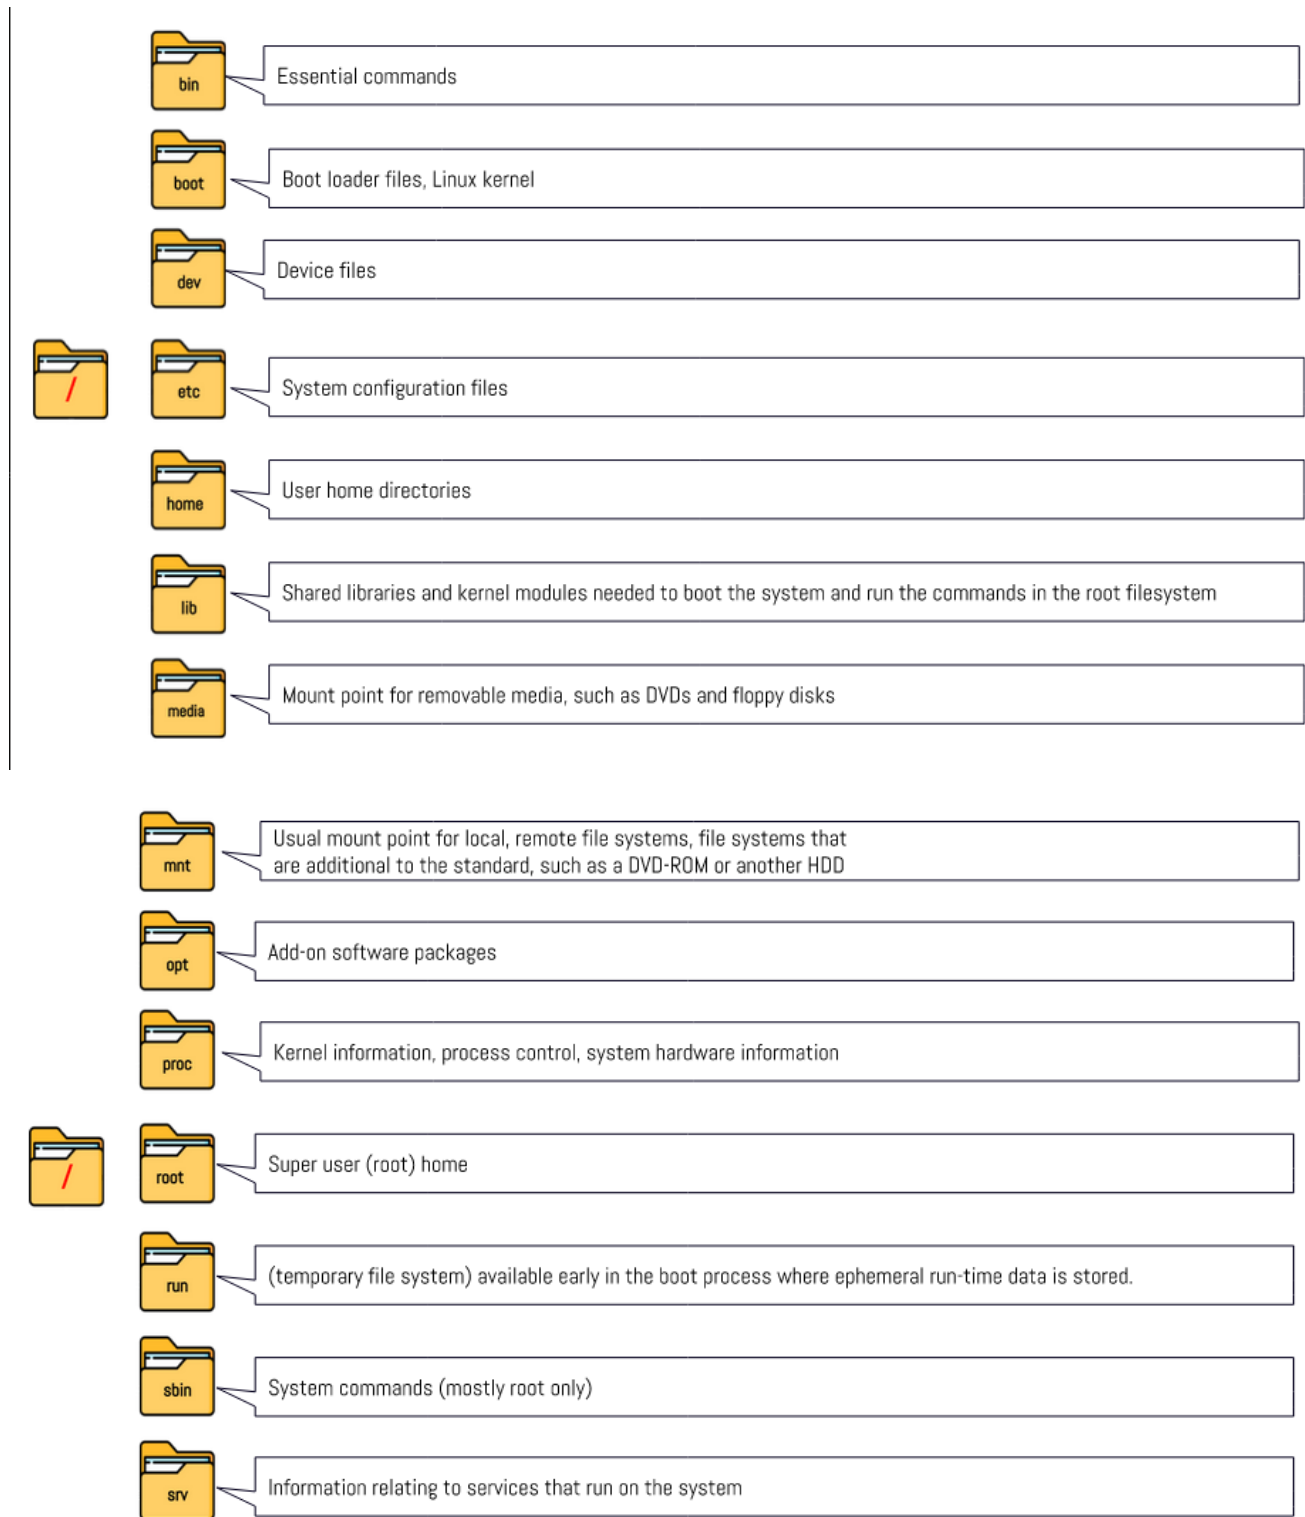 bin
Essential commands
boot
Boot loader files, Linux kernel
dev
Device files
/
etc
System configuration files
home
User home directories
lib
Shared libraries and kernel modules needed to boot the system and run the commands in the root filesystem
media
Mount point for removable media, such as DVDs and floppy disks
mnt
Usual mount point for local, remote file systems, file systems that
are additional to the standard, such as a DVD-ROM or another HDD
opt
Add-on software packages
proc
Kernel information, process control, system hardware information
/
root
Super user (root) home
run
(temporary file system) available early in the boot process where ephemeral run-time data is stored.
sbin
System commands (mostly root only)
srv
Information relating to services that run on the system